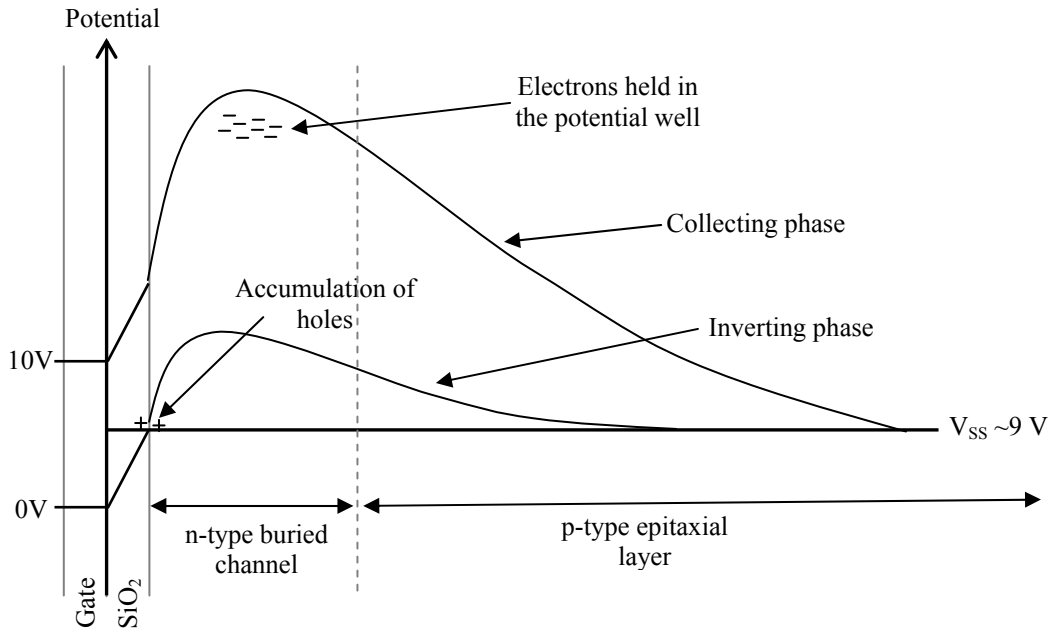 Potential
Electrons held in
the potential well
Collecting phase
Accumulation of
holes
Inverting phase
10V
++
V_SS ~9 V
0V
n-type buried
channel
p-type epitaxial
layer
Gate
SiO₂